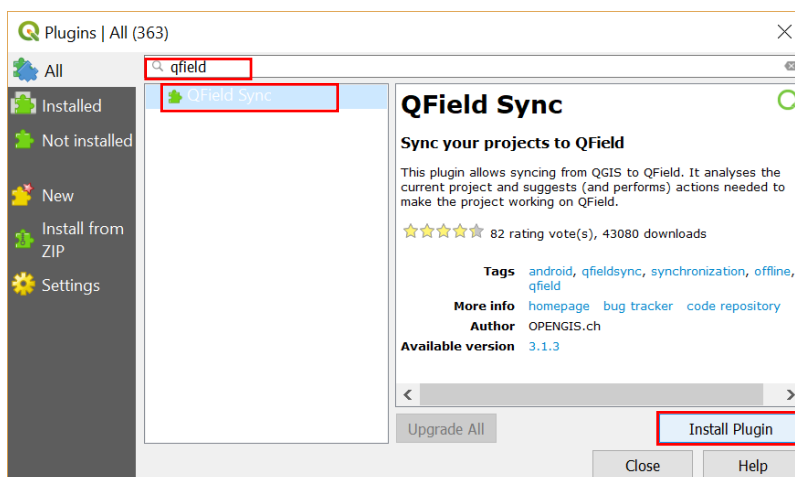 Plugins | All (363)
All
qfield
Installed
Not installed
New
Install from
ZIP
Settings
QField Sync
QField Sync
Sync your projects to QField
This plugin allows syncing from QGIS to QField. It analyses the
current project and suggests (and performs) actions needed to
make the project working on QField.
82 rating vote(s), 43080 downloads
Tags android, qfieldsync, synchronization, offline,
qfield
More info homepage bug tracker code repository
Author OPENGIS.ch
Available version 3.1.3
Upgrade All
Install Plugin
Close
Help